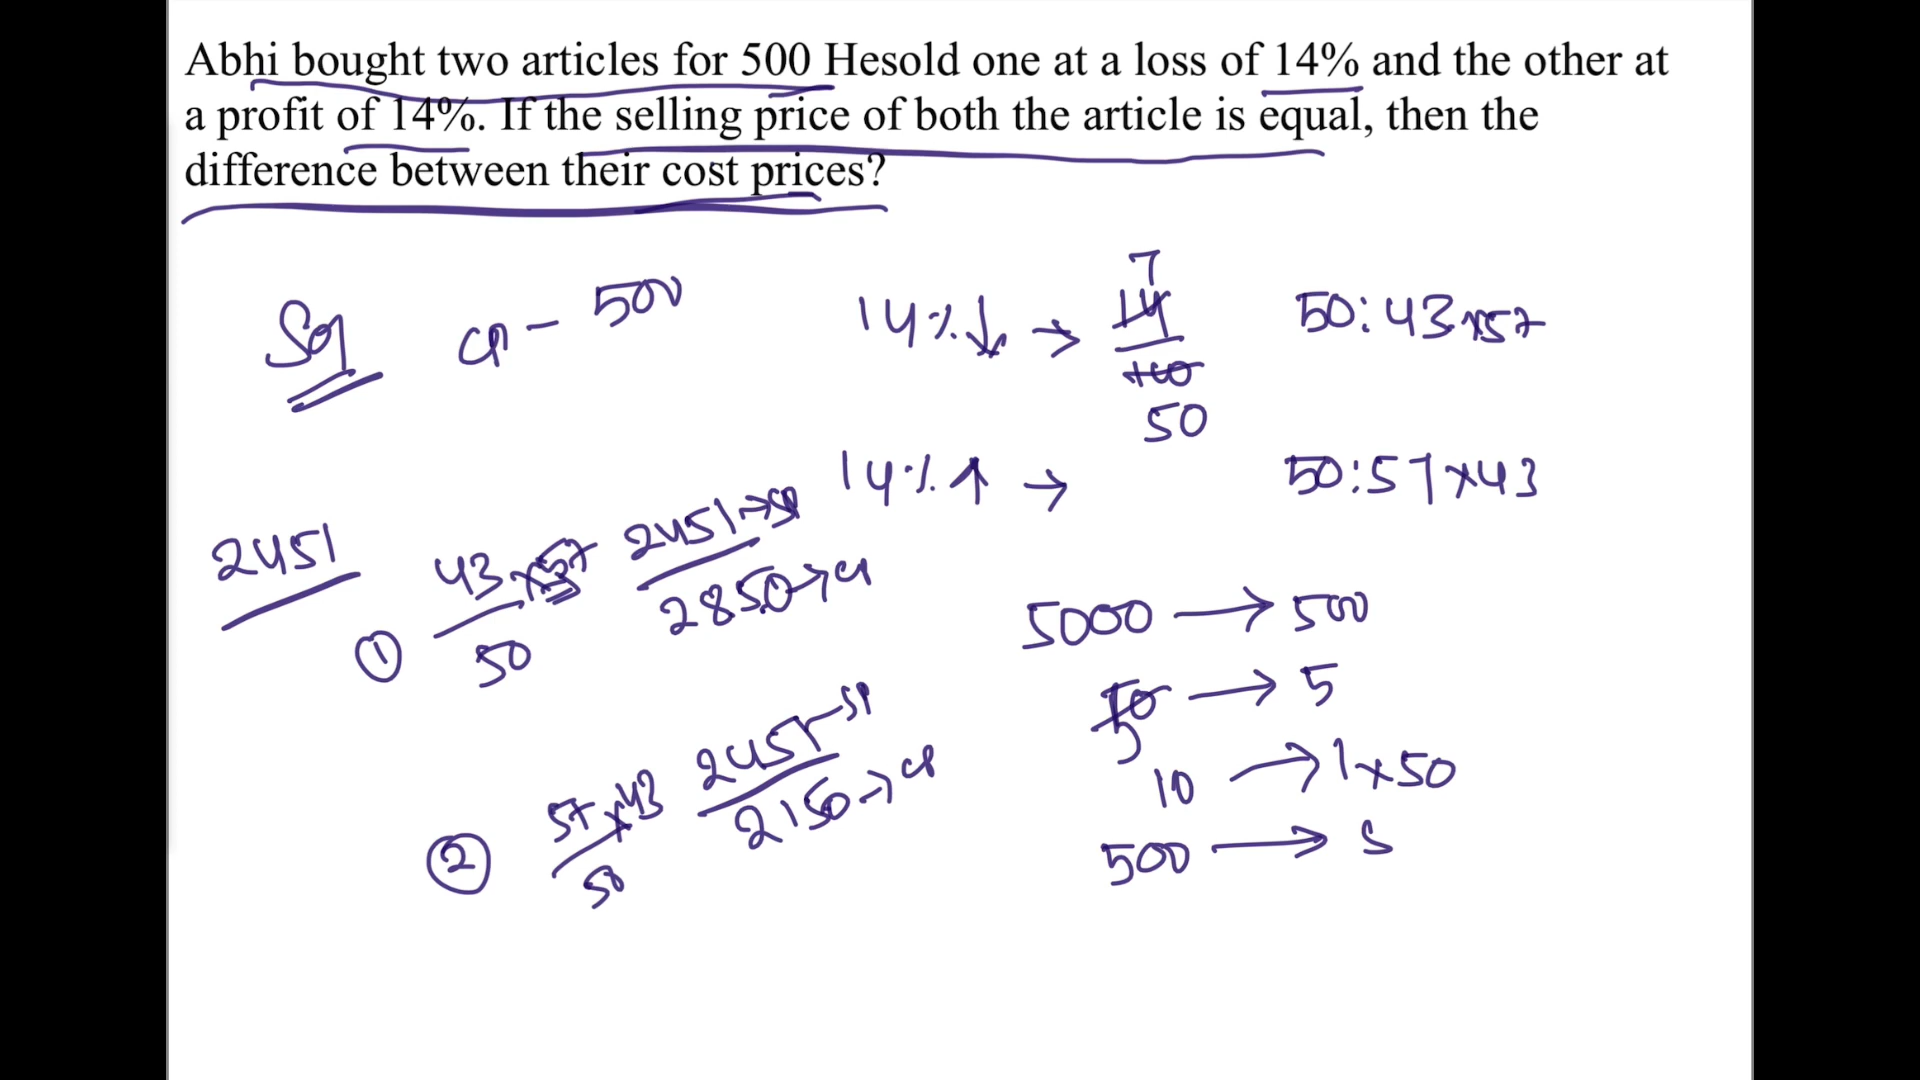 Abhi bought two articles for 500 Hesold one at a loss of 14% and the other at
a profit of 14%. If the selling price of both the article is equal, then the
difference between their cost prices?
Sol CP - 500 14%↓ → 14/100 7 50 50:43×57
14%↑ → 50:57×43
2451
① 43×57/50 2451→SP/2850→CP
5000 → 500
50 → 5
5
10 → 1×50
② 57×43/50 2451-SP/2150→CP
500 → S